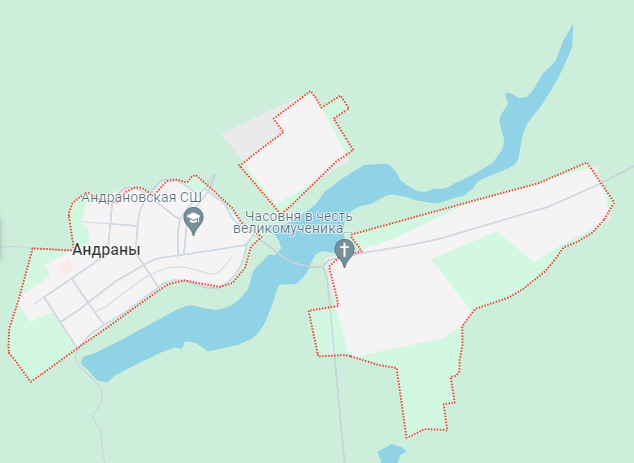 Андрановская СШ
Часовня в честь
великомученика...
Андраны